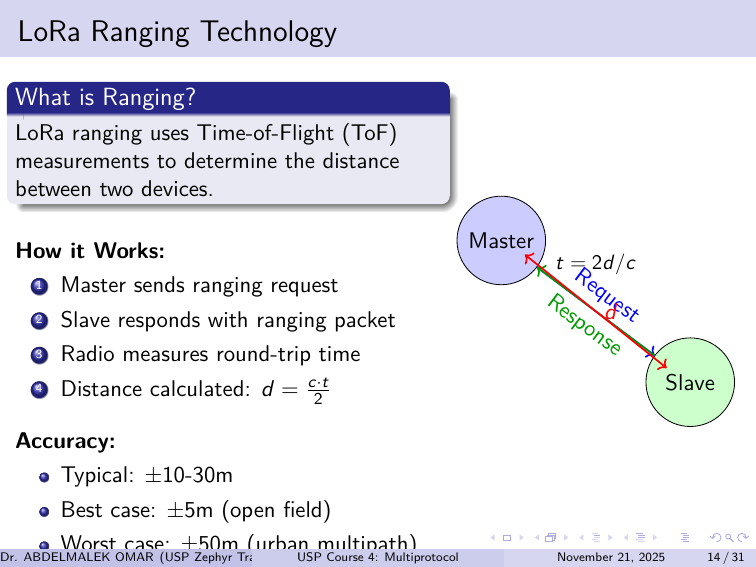 LoRa Ranging Technology
What is Ranging?
LoRa ranging uses Time-of-Flight (ToF)
measurements to determine the distance
between two devices.
How it Works:
1 Master sends ranging request
2 Slave responds with ranging packet
3 Radio measures round-trip time
4 Distance calculated: d = c·t/2
Accuracy:
Typical: ±10-30m
Best case: ±5m (open field)
Worst case: ±50m (urban multipath)
Master
t = 2d/c
Request
d
Response
Slave
Dr. ABDELMALEK OMAR (USP Zephyr Tra
USP Course 4: Multiprotocol
November 21, 2025
14 / 31